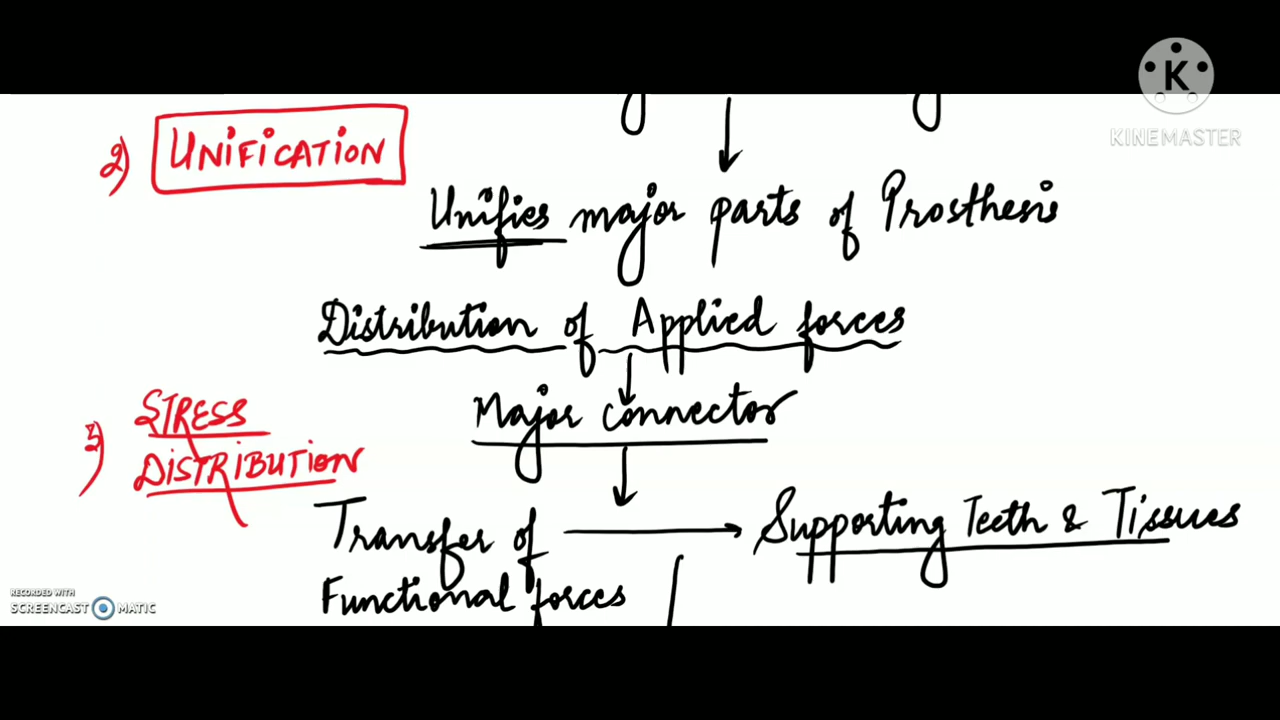 K
KINEMASTER
2) UNIFICATION
Unifies major parts of Prosthesis
Distribution of Applied forces
Major connector
3) STRESS
DISTRIBUTION
Transfer of Supporting Teeth & Tissues
Functional forces
RECORDED WITH
SCREENCAST MATIC